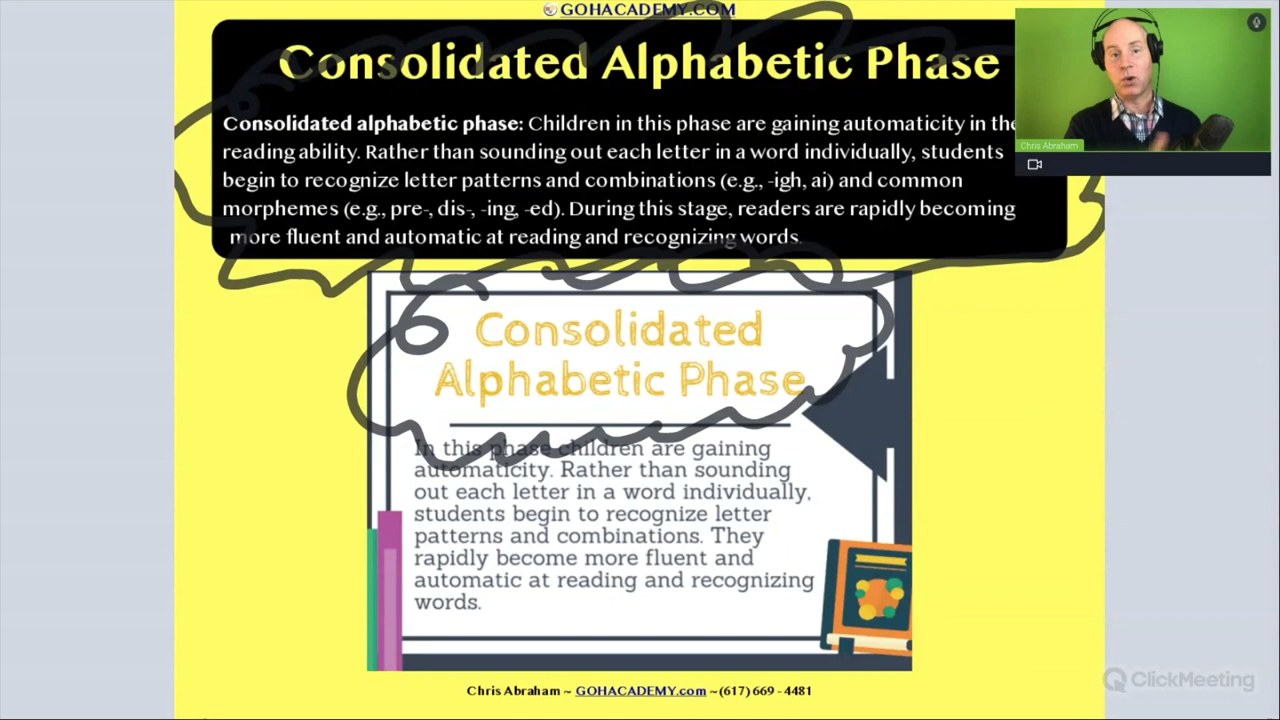 GOHACADEMY.COM
Consolidated Alphabetic Phase
Consolidated alphabetic phase: Children in this phase are gaining automaticity in the
reading ability. Rather than sounding out each letter in a word individually, students
begin to recognize letter patterns and combinations (e.g., -igh, ai) and common
morphemes (e.g., pre-, dis-, -ing, -ed). During this stage, readers are rapidly becoming
more fluent and automatic at reading and recognizing words.
Chris Abraham
Consolidated
Alphabetic Phase
In this phase children are gaining
automaticity. Rather than sounding
out each letter in a word individually,
students begin to recognize letter
patterns and combinations. They
rapidly become more fluent and
automatic at reading and recognizing
words.
ClickMeeting
Chris Abraham ~ GOHACADEMY.com ~(617) 669 - 4481